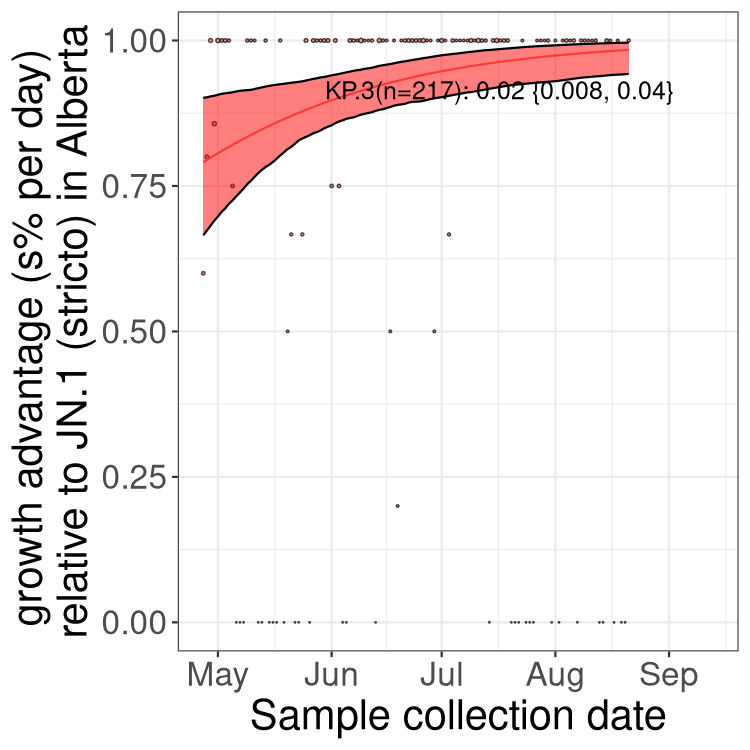 growth advantage (s% per day)
relative to JN.1 (stricto) in Alberta
1.00
0.75
0.50
0.25
0.00
KP.3(n=217): 0.02 {0.008, 0.04}
May Jun Jul Aug Sep
Sample collection date